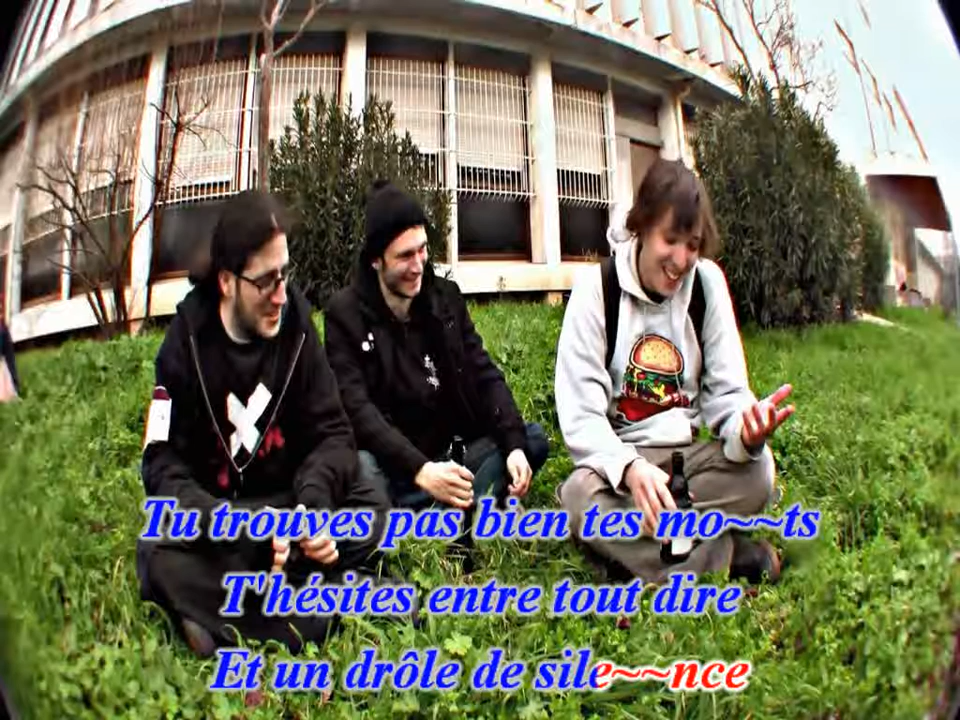 Tu trouves pas bien tes mo~~ts
T'hésites entre tout dire
Et un drôle de sile~~nce